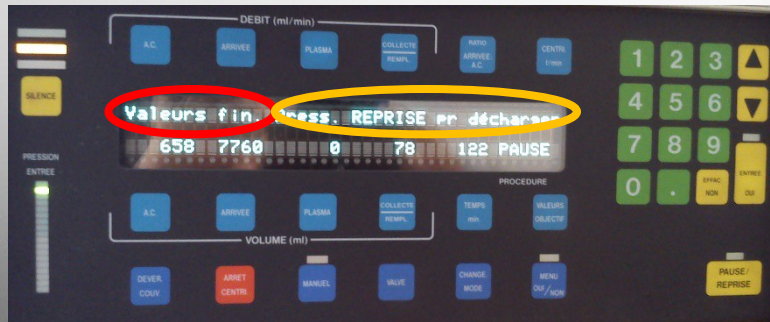 DEBIT (ml/min)
A.C. ARRIVEE PLASMA COLLECTE REMPL. RATIO ARRIVEE A.C. CENTRI. t/min
1 2 3
SILENCE
Valeurs fin. Press. REPRISE pr décharger
4 5 6
658 7760 0 78 122 PAUSE
7 8 9
PRESSION ENTREE
PROCEDURE
0 . EFFAC. NON ENTREE OUI
A.C. ARRIVEE PLASMA COLLECTE REMPL. TEMPS min. VALEURS OBJECTIF
VOLUME (ml)
DEVER. COUV. ARRET CENTRI. MANUEL VALVE CHANGE. MODE MENU OUI/NON PAUSE/ REPRISE